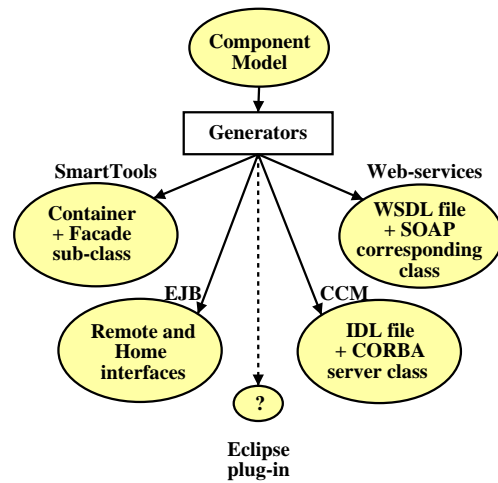 Component
Model
Generators
SmartTools
Web-services
Container
+ Facade
sub-class
WSDL file
+ SOAP
corresponding
class
EJB
CCM
Remote and
Home
interfaces
IDL file
+ CORBA
server class
?
Eclipse
plug-in